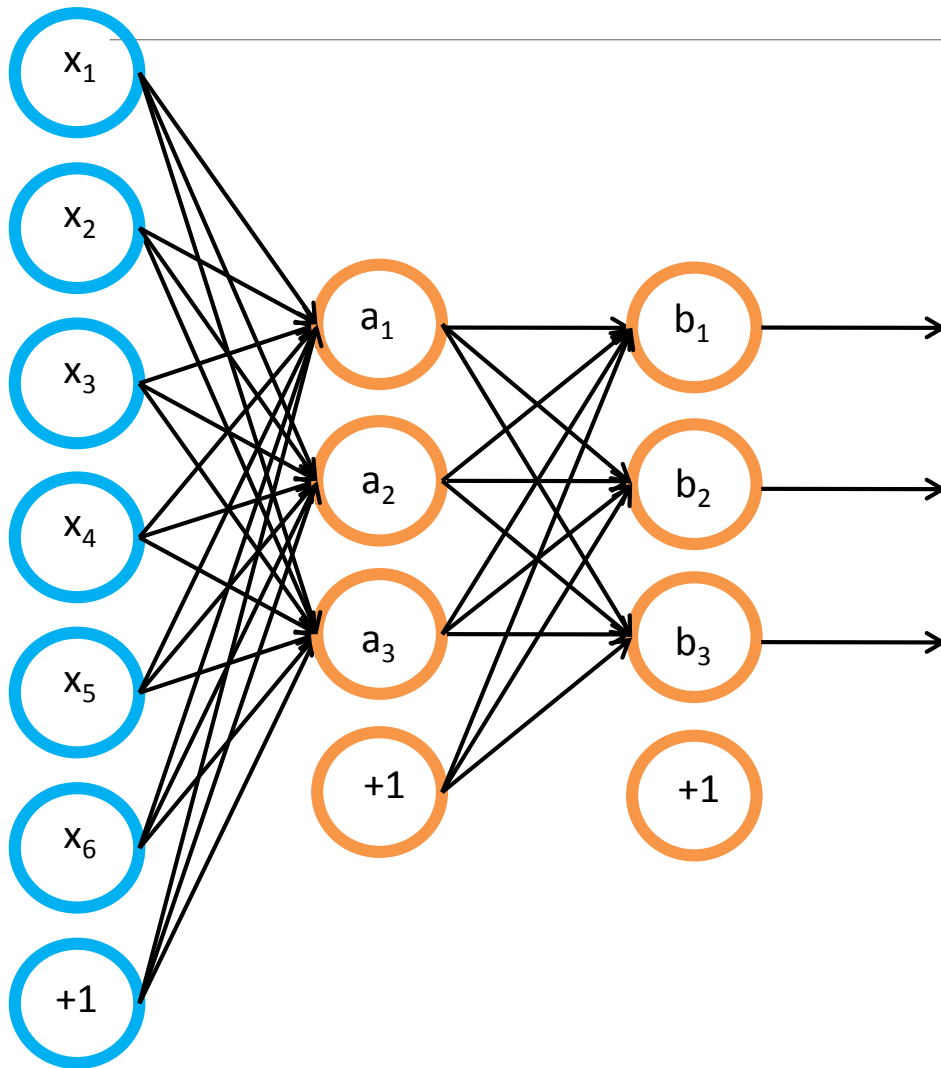 x₁
x₂
x₃
x₄
x₅
x₆
+1
a₁
a₂
a₃
+1
b₁
b₂
b₃
+1